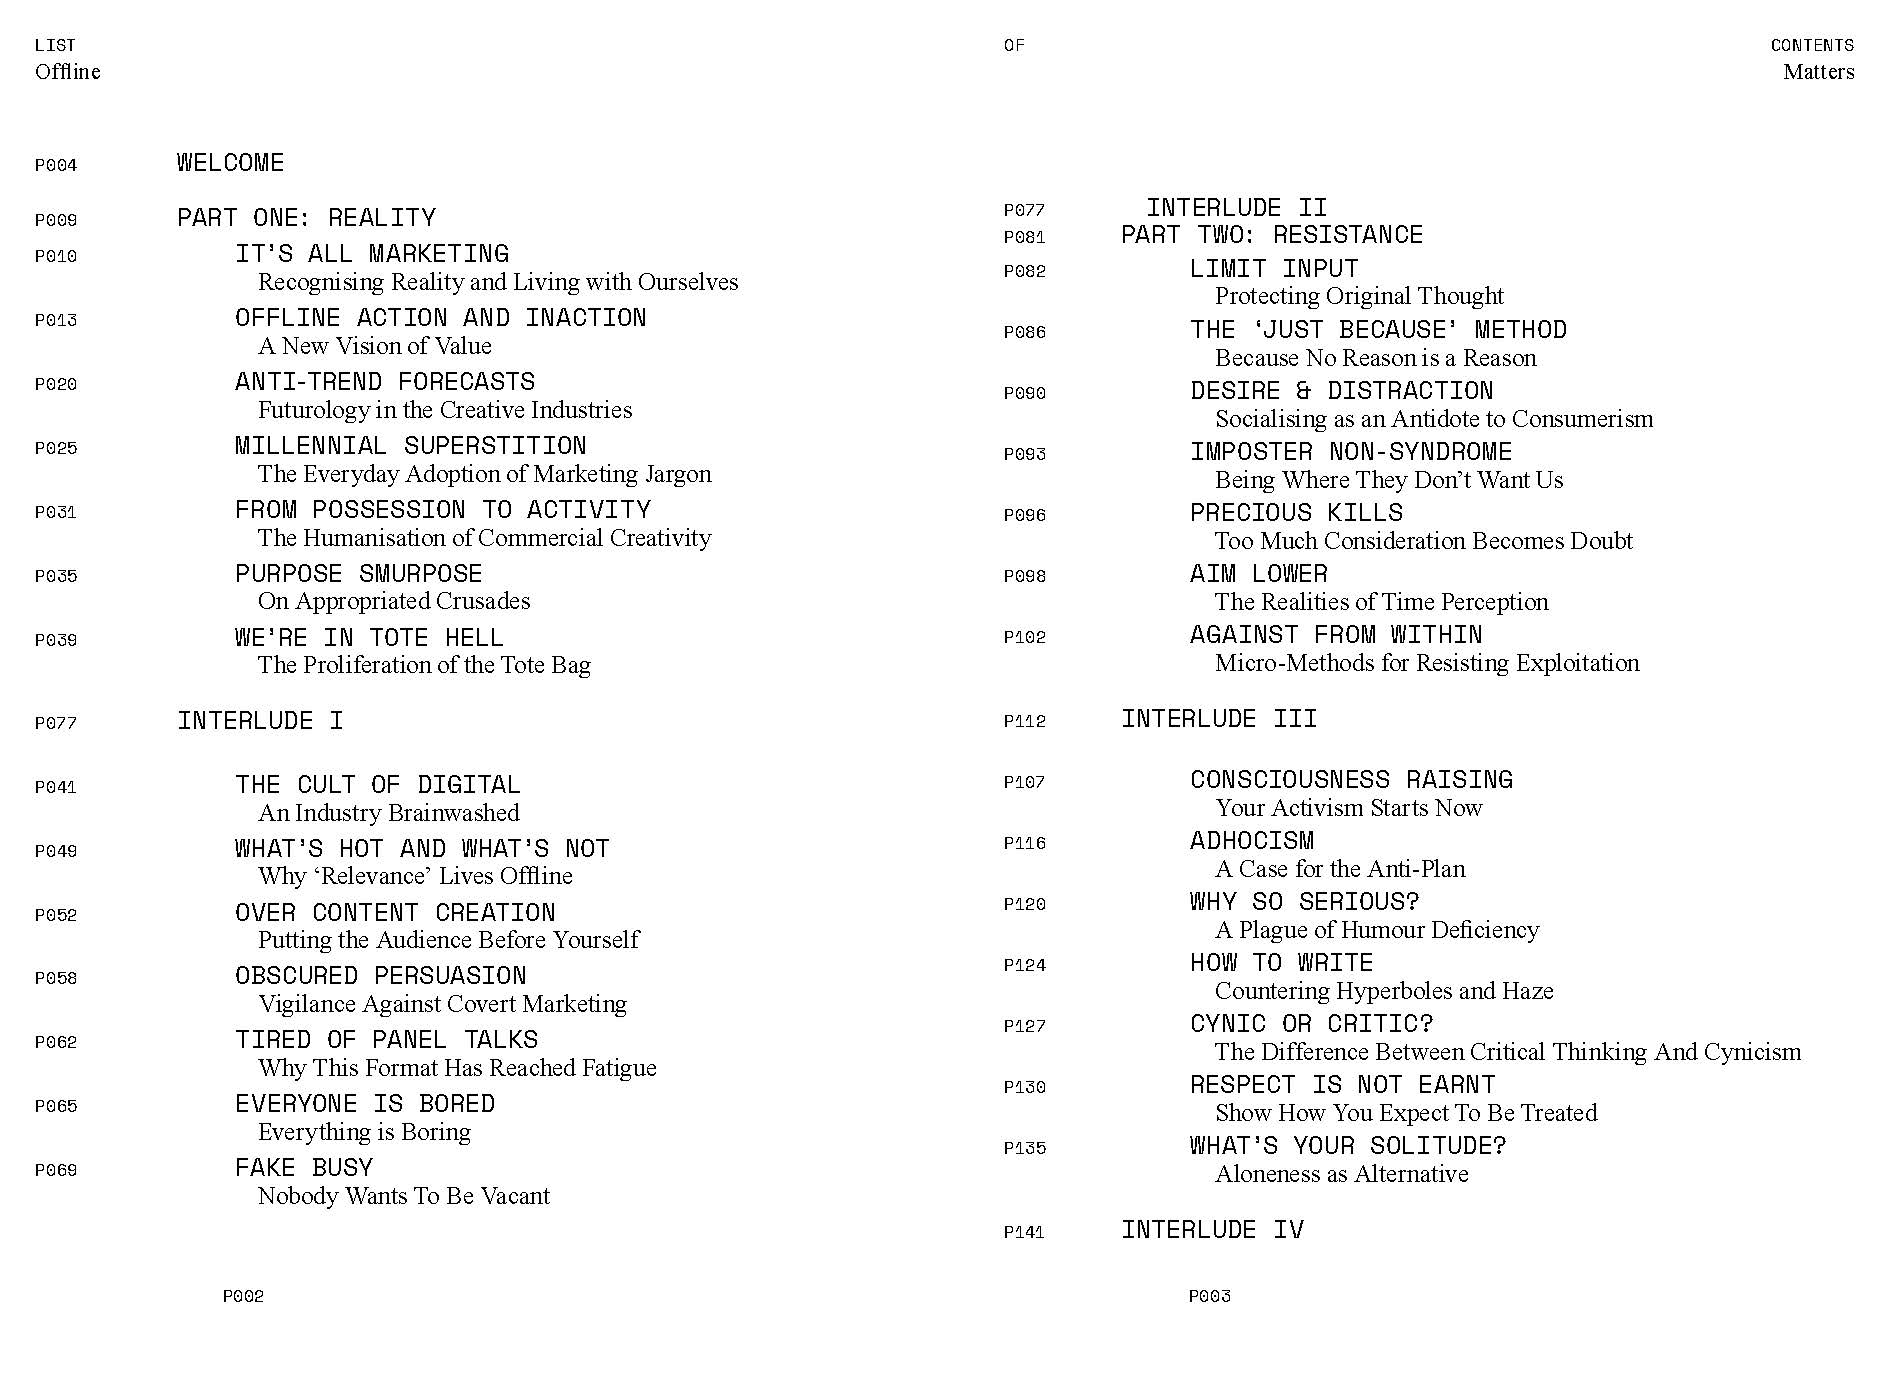 LIST OF CONTENTS
Offline Matters
P004 WELCOME
P009 PART ONE: REALITY
P010 IT'S ALL MARKETING
Recognising Reality and Living with Ourselves
P013 OFFLINE ACTION AND INACTION
A New Vision of Value
P020 ANTI-TREND FORECASTS
Futurology in the Creative Industries
P025 MILLENNIAL SUPERSTITION
The Everyday Adoption of Marketing Jargon
P031 FROM POSSESSION TO ACTIVITY
The Humanisation of Commercial Creativity
P035 PURPOSE SMURPOSE
On Appropriated Crusades
P039 WE'RE IN TOTE HELL
The Proliferation of the Tote Bag
P077 INTERLUDE I
P041 THE CULT OF DIGITAL
An Industry Brainwashed
P049 WHAT'S HOT AND WHAT'S NOT
Why ‘Relevance’ Lives Offline
P052 OVER CONTENT CREATION
Putting the Audience Before Yourself
P058 OBSCURED PERSUASION
Vigilance Against Covert Marketing
P062 TIRED OF PANEL TALKS
Why This Format Has Reached Fatigue
P065 EVERYONE IS BORED
Everything is Boring
P069 FAKE BUSY
Nobody Wants To Be Vacant
P002
P077 INTERLUDE II
P081 PART TWO: RESISTANCE
P082 LIMIT INPUT
Protecting Original Thought
P086 THE ‘JUST BECAUSE’ METHOD
Because No Reason is a Reason
P090 DESIRE & DISTRACTION
Socialising as an Antidote to Consumerism
P093 IMPOSTER NON-SYNDROME
Being Where They Don’t Want Us
P096 PRECIOUS KILLS
Too Much Consideration Becomes Doubt
P098 AIM LOWER
The Realities of Time Perception
P102 AGAINST FROM WITHIN
Micro-Methods for Resisting Exploitation
P112 INTERLUDE III
P107 CONSCIOUSNESS RAISING
Your Activism Starts Now
P116 ADHOCISM
A Case for the Anti-Plan
P120 WHY SO SERIOUS?
A Plague of Humour Deficiency
P124 HOW TO WRITE
Countering Hyperboles and Haze
P127 CYNIC OR CRITIC?
The Difference Between Critical Thinking And Cynicism
P130 RESPECT IS NOT EARNT
Show How You Expect To Be Treated
P135 WHAT'S YOUR SOLITUDE?
Aloneness as Alternative
P141 INTERLUDE IV
P003